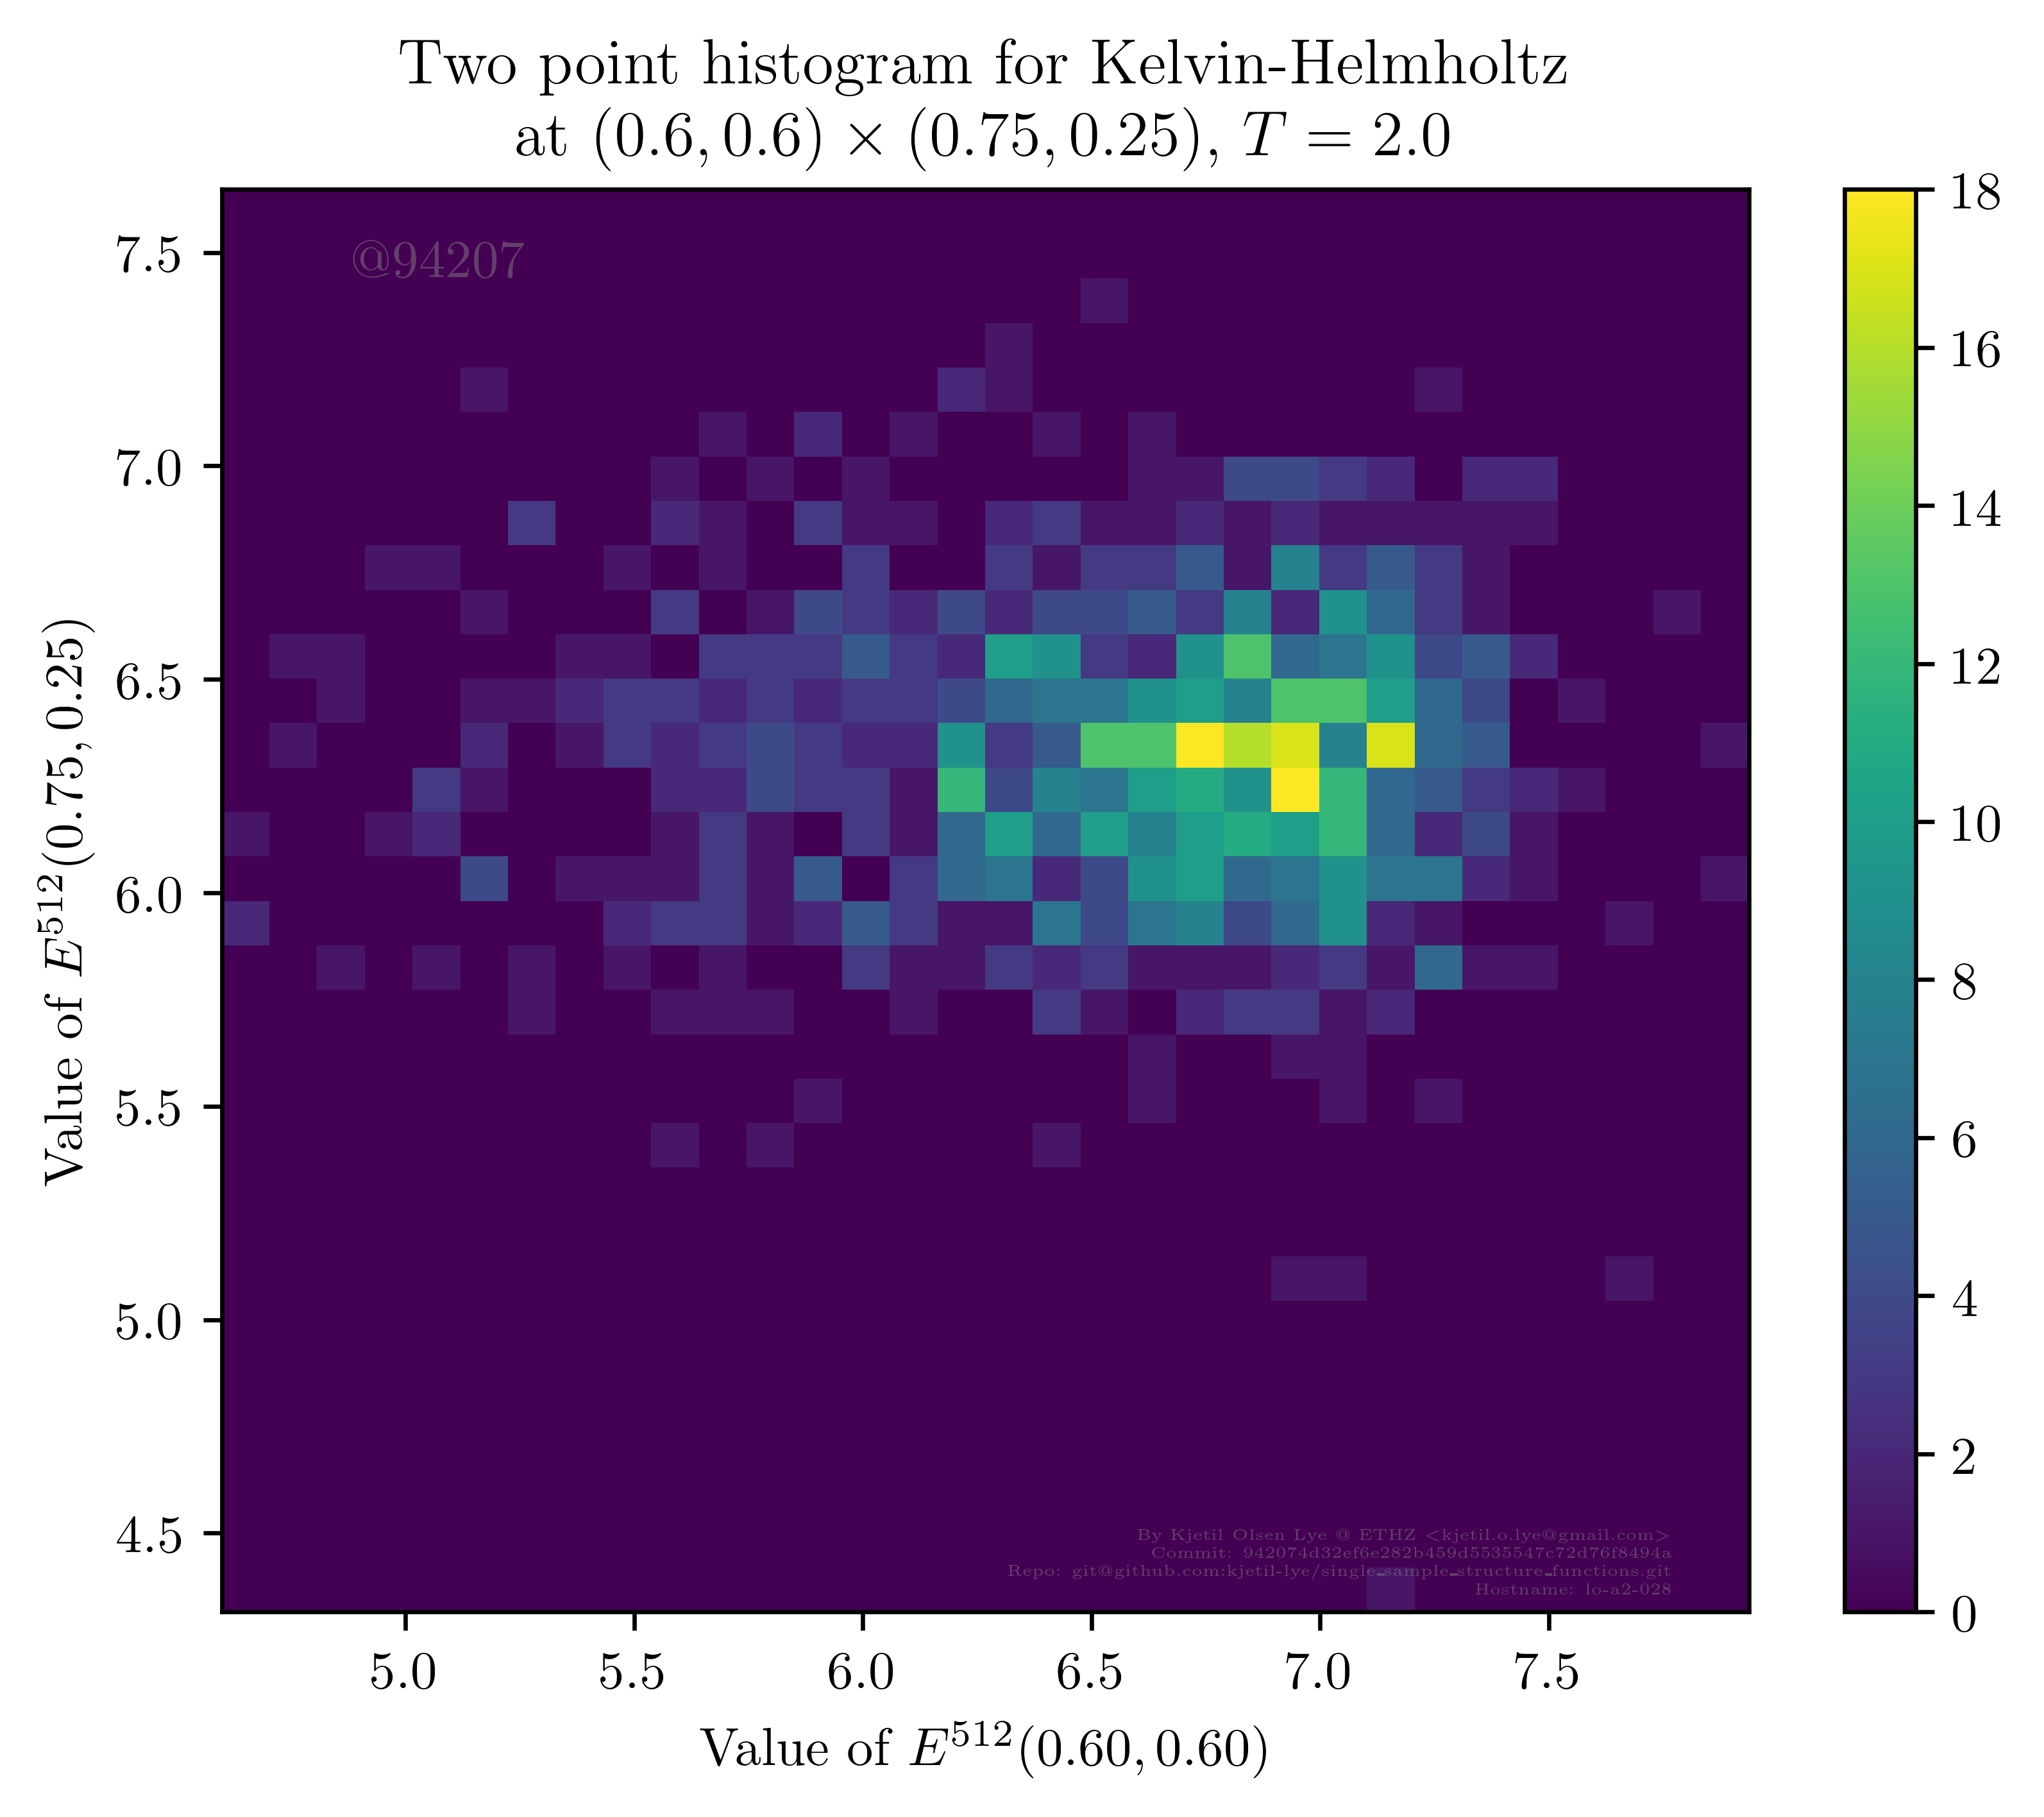 Two point histogram for Kelvin-Helmholtz
at (0.6, 0.6) × (0.75, 0.25), T = 2.0
@94207
7.5
7.0
6.5
6.0
5.5
5.0
4.5
Value of E^512(0.75, 0.25)
5.0 5.5 6.0 6.5 7.0 7.5
Value of E^512(0.60, 0.60)
18
16
14
12
10
8
6
4
2
0
By Kjetil Olsen Lye @ ETHZ <kjetil.o.lye@gmail.com>
Commit: 942074d32ef6e282b459d5535547c72d76f8494a
Repo: git@github.com:kjetil-lye/single_sample_structure_functions.git
Hostname: lo-a2-028